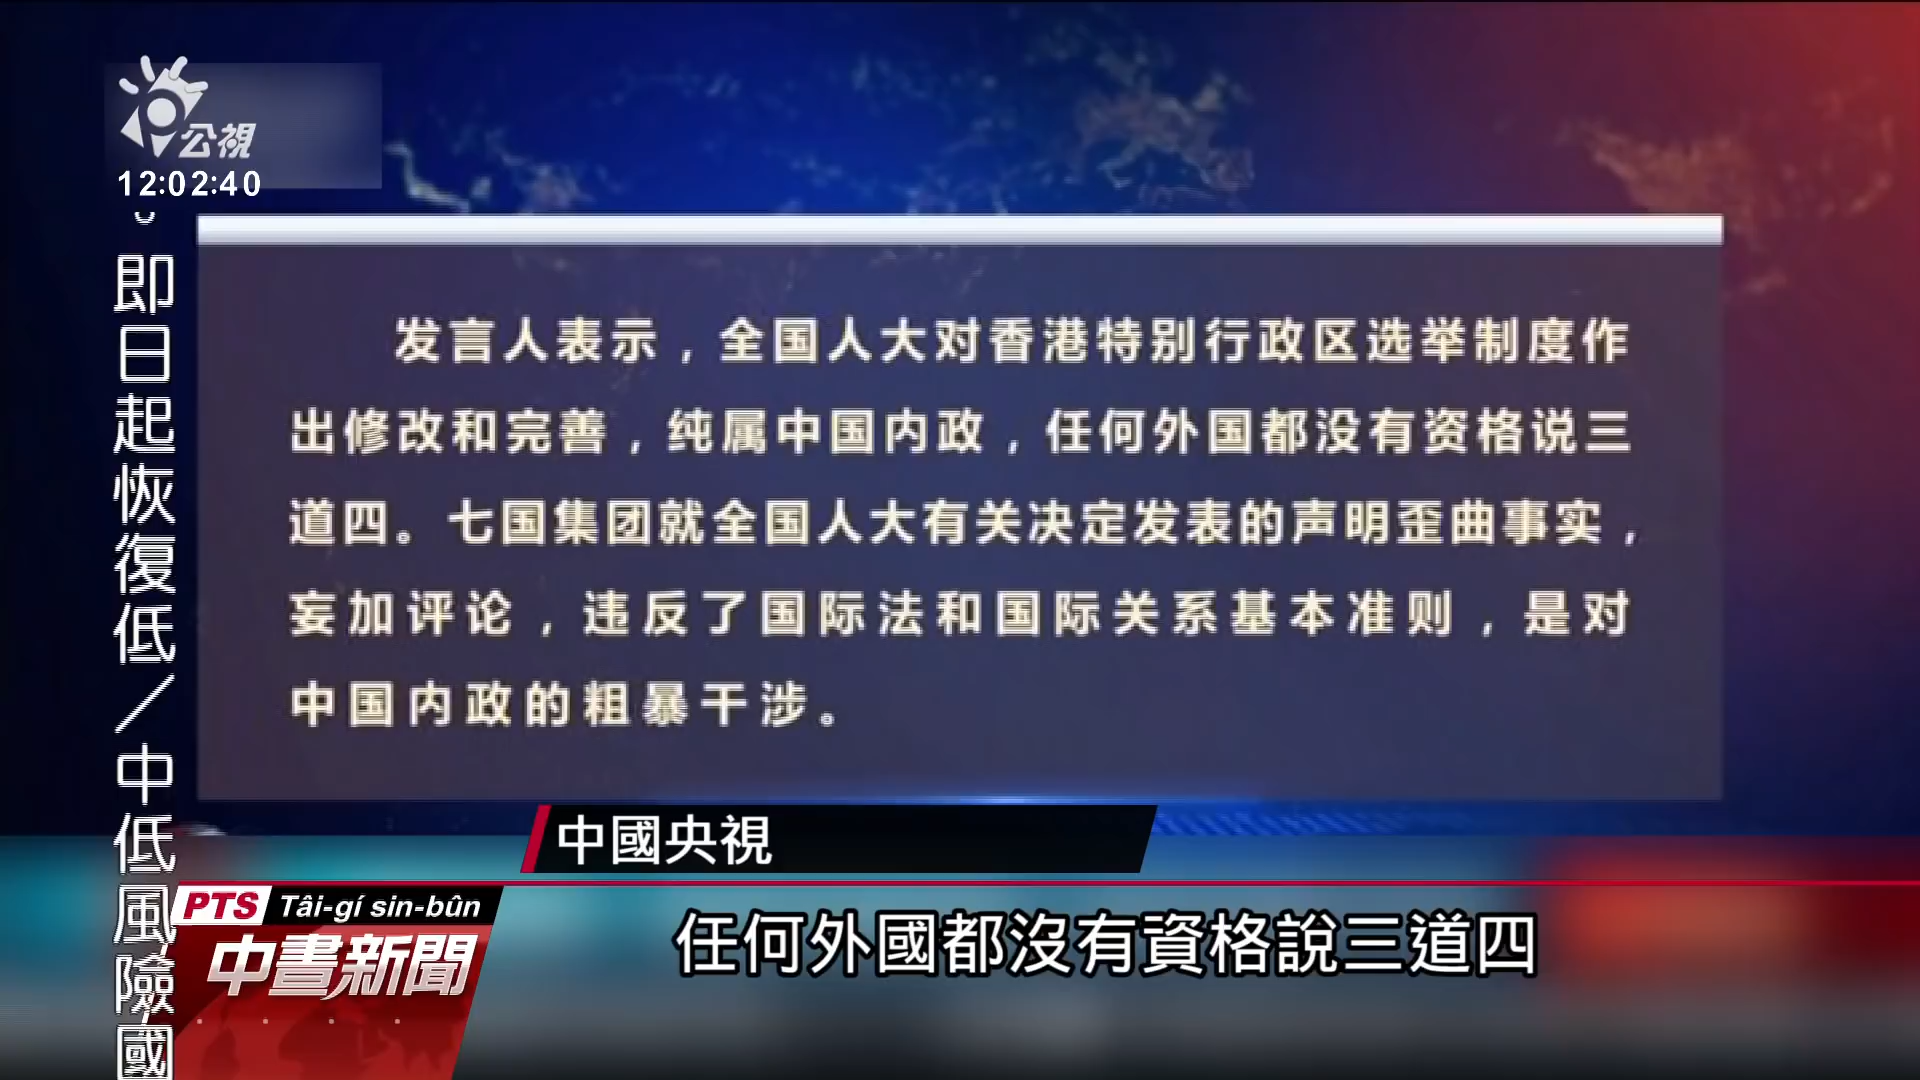 公視
12:02:40
。即日起恢復低／中低風險國
发言人表示，全国人大对香港特别行政区选举制度作
出修改和完善，纯属中国内政，任何外国都没有资格说三
道四。七国集团就全国人大有关决定发表的声明歪曲事实，
妄加评论，违反了国际法和国际关系基本准则，是对
中国内政的粗暴干涉。
中國央視
PTS Tâi-gí sin-bûn
中晝新聞
任何外國都沒有資格說三道四